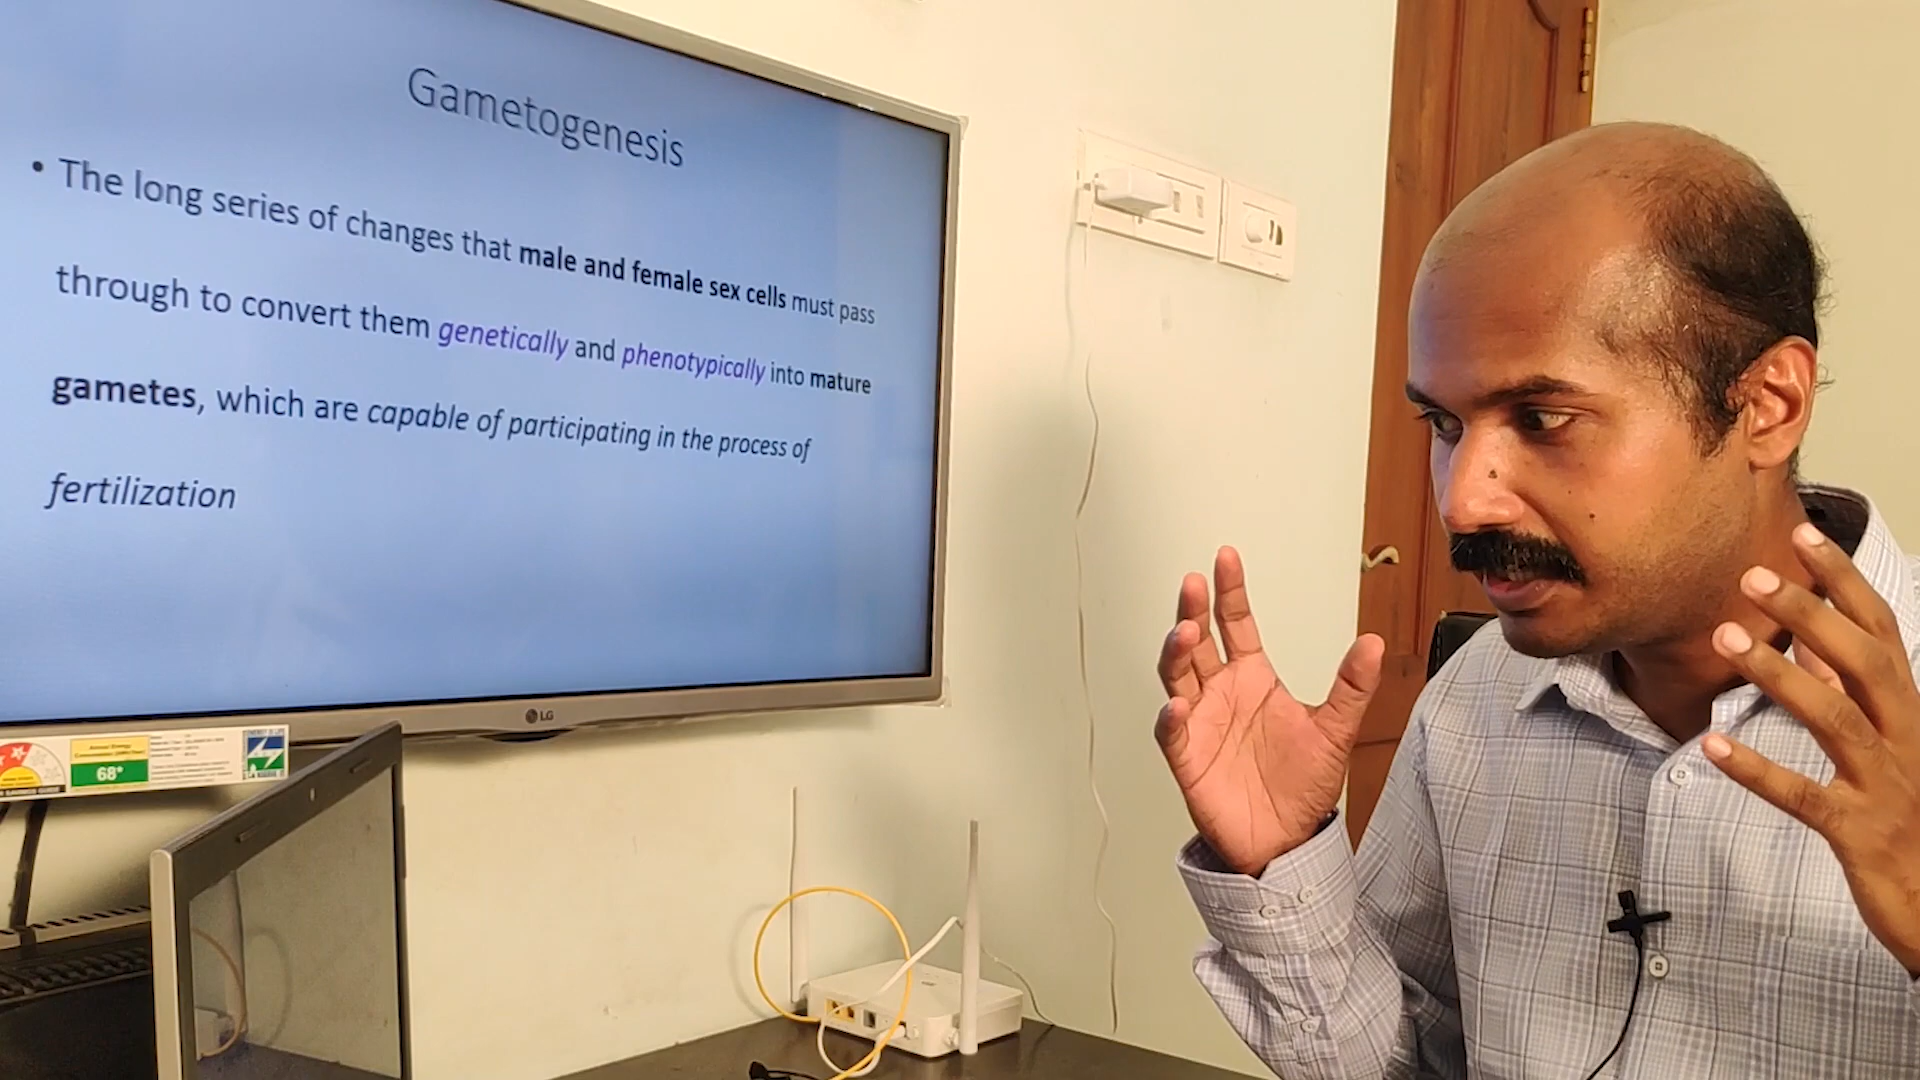 Gametogenesis
• The long series of changes that male and female sex cells must pass
through to convert them genetically and phenotypically into mature
gametes, which are capable of participating in the process of
fertilization
LG
68*